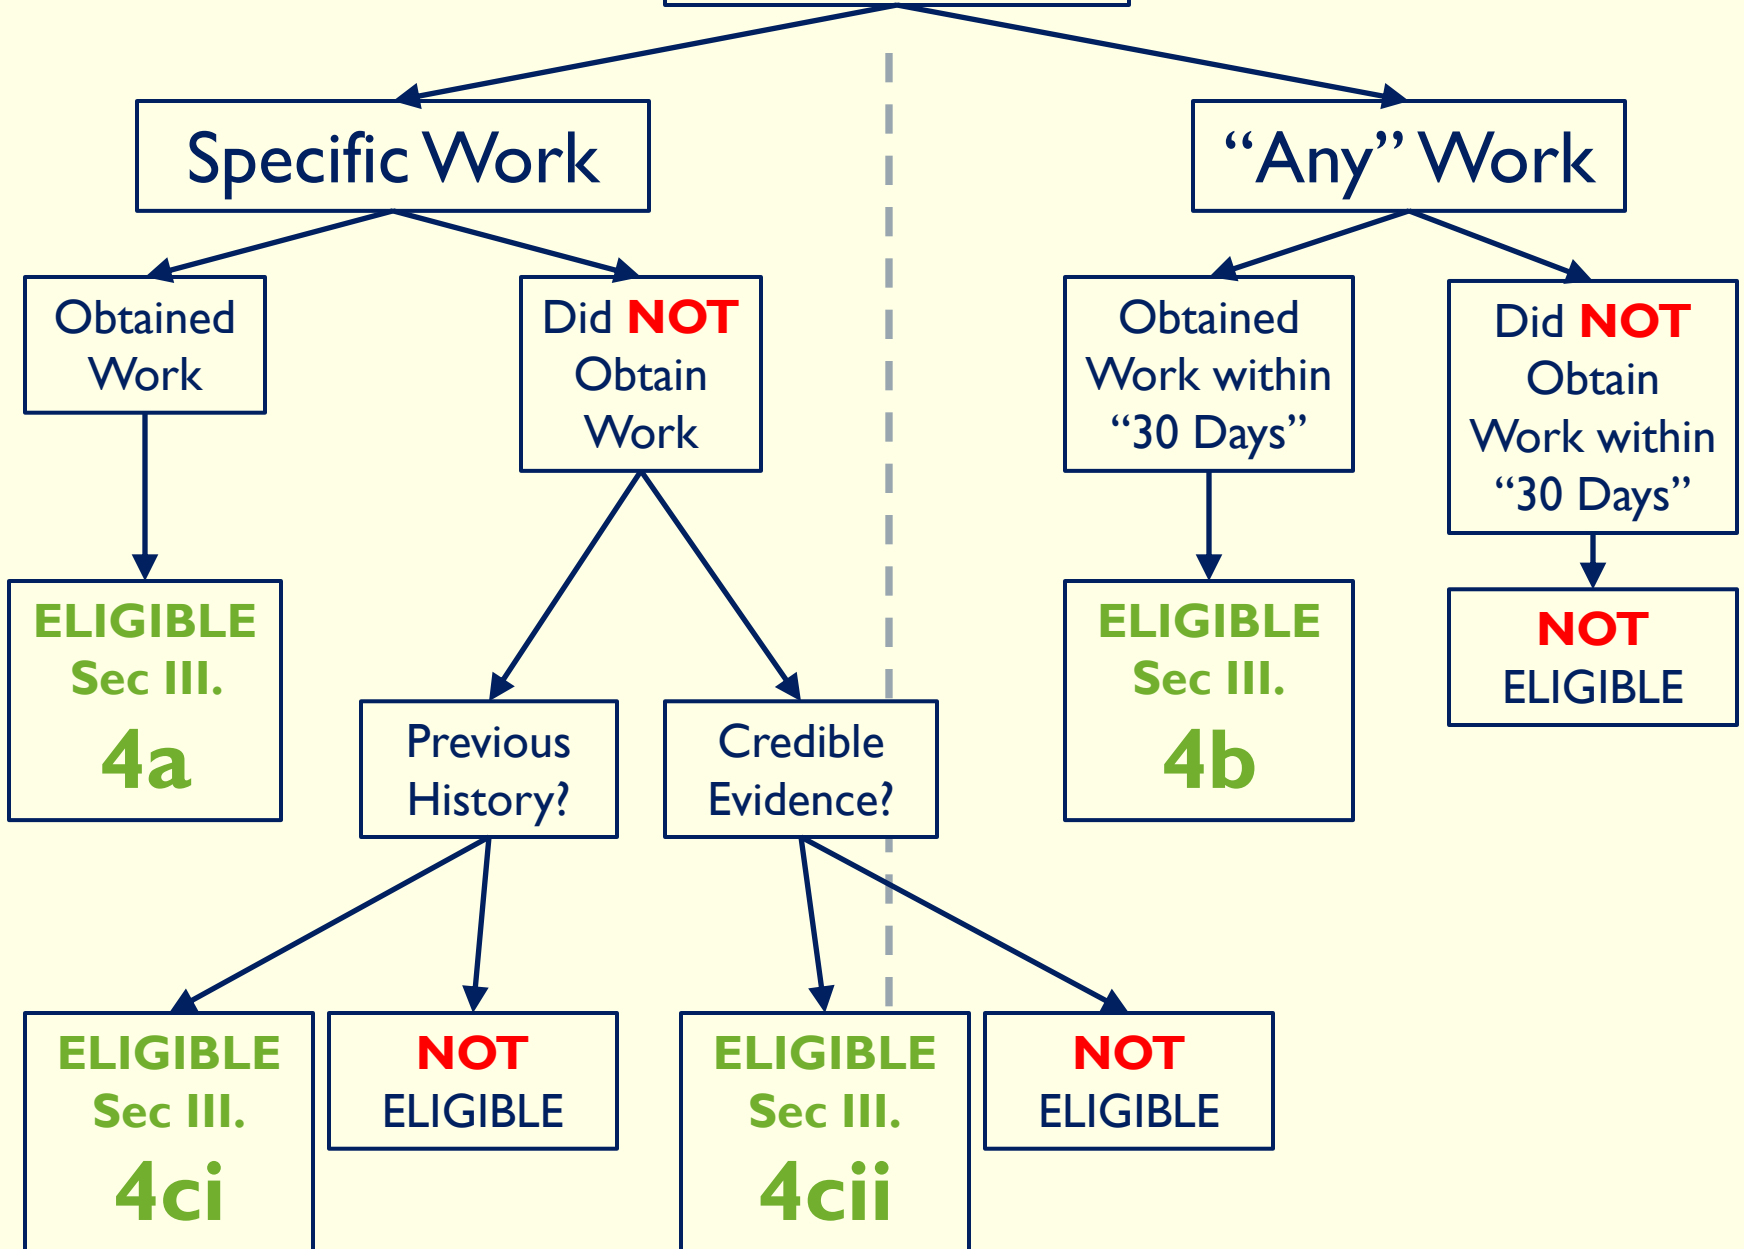 Specific Work
“Any” Work
Obtained
Work
Did NOT
Obtain
Work
Obtained
Work within
“30 Days”
Did NOT
Obtain
Work within
“30 Days”
ELIGIBLE
Sec III.
4a
ELIGIBLE
Sec III.
4b
NOT
ELIGIBLE
Previous
History?
Credible
Evidence?
ELIGIBLE
Sec III.
4ci
NOT
ELIGIBLE
ELIGIBLE
Sec III.
4cii
NOT
ELIGIBLE